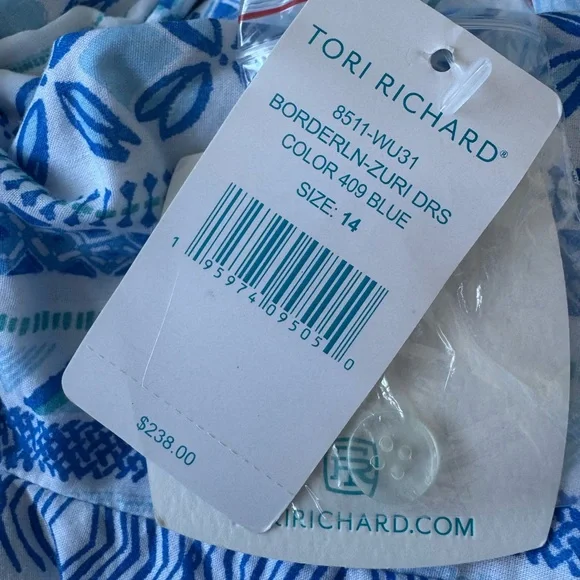 TORI RICHARD®
8511-WU31
BORDERLN-ZURI DRS
COLOR 409 BLUE
SIZE: 14
1 95974 09505 0
$238.00
RIRICHARD.COM